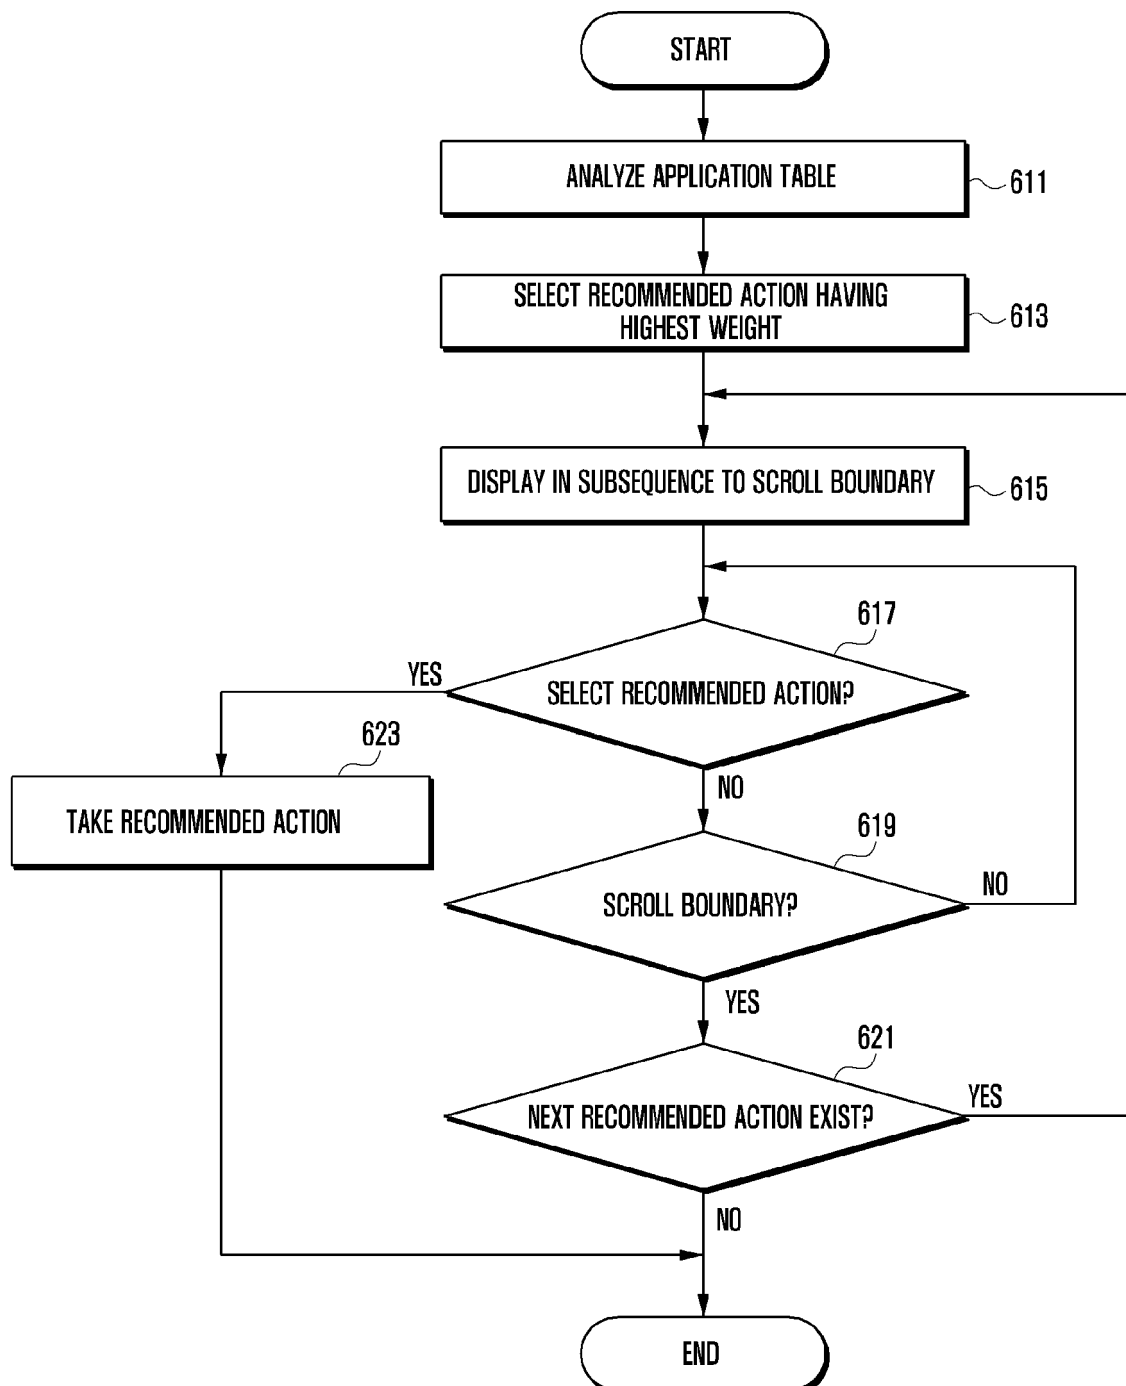 START
ANALYZE APPLICATION TABLE
611
SELECT RECOMMENDED ACTION HAVING
HIGHEST WEIGHT
613
DISPLAY IN SUBSEQUENCE TO SCROLL BOUNDARY
615
617
YES
SELECT RECOMMENDED ACTION?
623
NO
TAKE RECOMMENDED ACTION
619
SCROLL BOUNDARY?
NO
YES
621
NEXT RECOMMENDED ACTION EXIST?
YES
NO
END